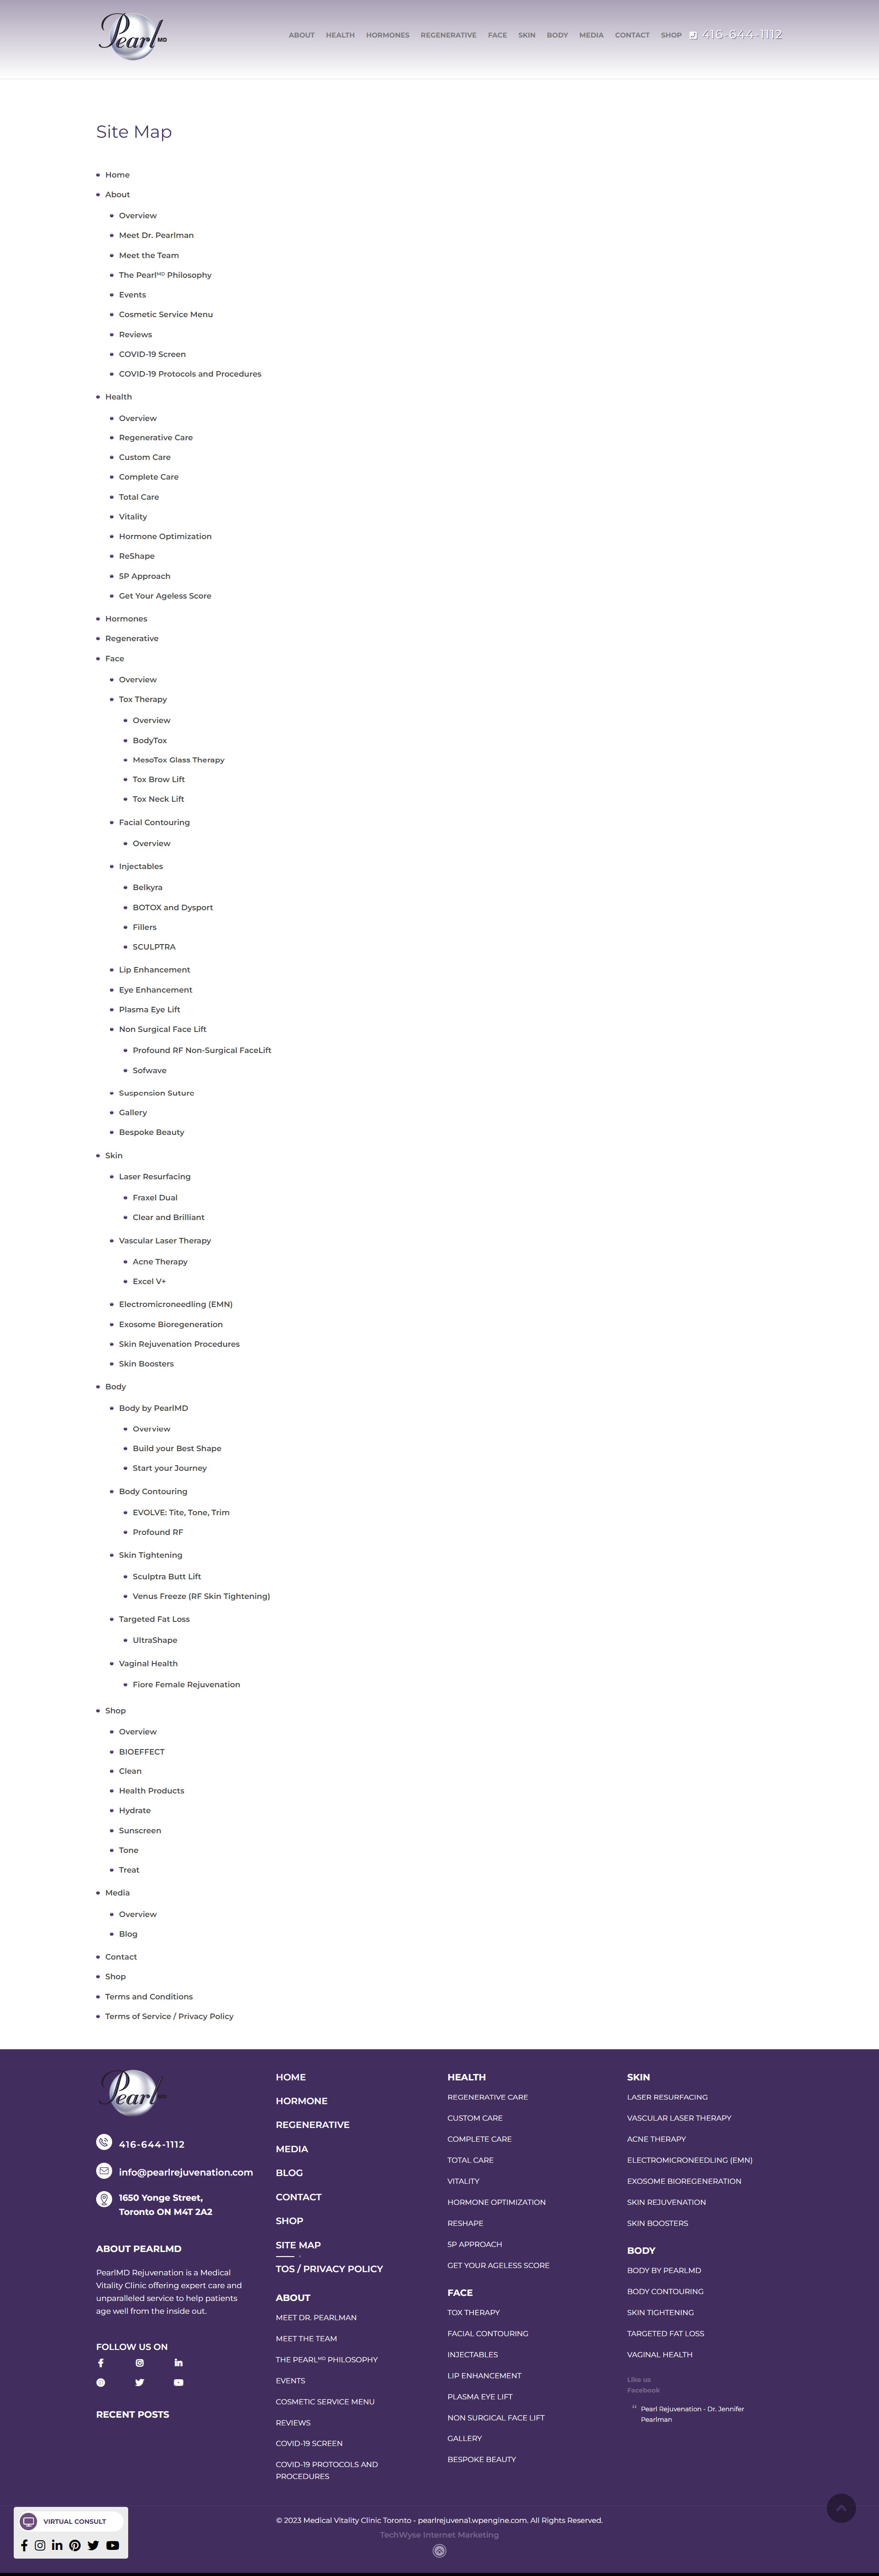 Pearl MD
ABOUT HEALTH HORMONES REGENERATIVE FACE SKIN BODY MEDIA CONTACT SHOP 416-644-1112
Site Map
Home
About
Overview
Meet Dr. Pearlman
Meet the Team
The Pearlᴹᴰ Philosophy
Events
Cosmetic Service Menu
Reviews
COVID-19 Screen
COVID-19 Protocols and Procedures
Health
Overview
Regenerative Care
Custom Care
Complete Care
Total Care
Vitality
Hormone Optimization
ReShape
5P Approach
Get Your Ageless Score
Hormones
Regenerative
Face
Overview
Tox Therapy
Overview
BodyTox
MesoTox Glass Therapy
Tox Brow Lift
Tox Neck Lift
Facial Contouring
Overview
Injectables
Belkyra
BOTOX and Dysport
Fillers
SCULPTRA
Lip Enhancement
Eye Enhancement
Plasma Eye Lift
Non Surgical Face Lift
Profound RF Non-Surgical FaceLift
Sofwave
Suspension Suture
Gallery
Bespoke Beauty
Skin
Laser Resurfacing
Fraxel Dual
Clear and Brilliant
Vascular Laser Therapy
Acne Therapy
Excel V+
Electromicroneedling (EMN)
Exosome Bioregeneration
Skin Rejuvenation Procedures
Skin Boosters
Body
Body by PearlMD
Overview
Build your Best Shape
Start your Journey
Body Contouring
EVOLVE: Tite, Tone, Trim
Profound RF
Skin Tightening
Sculptra Butt Lift
Venus Freeze (RF Skin Tightening)
Targeted Fat Loss
UltraShape
Vaginal Health
Fiore Female Rejuvenation
Shop
Overview
BIOEFFECT
Clean
Health Products
Hydrate
Sunscreen
Tone
Treat
Media
Overview
Blog
Contact
Shop
Terms and Conditions
Terms of Service / Privacy Policy
Pearl MD
416-644-1112
info@pearlrejuvenation.com
1650 Yonge Street,
Toronto ON M4T 2A2
ABOUT PEARLMD
PearlMD Rejuvenation is a Medical
Vitality Clinic offering expert care and
unparalleled service to help patients
age well from the inside out.
FOLLOW US ON
RECENT POSTS
HOME
HORMONE
REGENERATIVE
MEDIA
BLOG
CONTACT
SHOP
SITE MAP
TOS / PRIVACY POLICY
ABOUT
MEET DR. PEARLMAN
MEET THE TEAM
THE PEARLᴹᴰ PHILOSOPHY
EVENTS
COSMETIC SERVICE MENU
REVIEWS
COVID-19 SCREEN
COVID-19 PROTOCOLS AND
PROCEDURES
HEALTH
REGENERATIVE CARE
CUSTOM CARE
COMPLETE CARE
TOTAL CARE
VITALITY
HORMONE OPTIMIZATION
RESHAPE
5P APPROACH
GET YOUR AGELESS SCORE
FACE
TOX THERAPY
FACIAL CONTOURING
INJECTABLES
LIP ENHANCEMENT
PLASMA EYE LIFT
NON SURGICAL FACE LIFT
GALLERY
BESPOKE BEAUTY
SKIN
LASER RESURFACING
VASCULAR LASER THERAPY
ACNE THERAPY
ELECTROMICRONEEDLING (EMN)
EXOSOME BIOREGENERATION
SKIN REJUVENATION
SKIN BOOSTERS
BODY
BODY BY PEARLMD
BODY CONTOURING
SKIN TIGHTENING
TARGETED FAT LOSS
VAGINAL HEALTH
Like us
Facebook
“ Pearl Rejuvenation - Dr. Jennifer
Pearlman
VIRTUAL CONSULT
© 2023 Medical Vitality Clinic Toronto - pearlrejuvena1.wpengine.com. All Rights Reserved.
TechWyse Internet Marketing